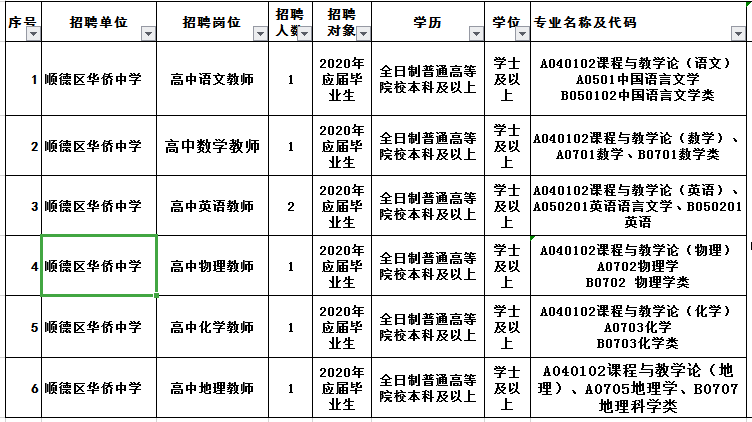 序号 招聘单位 招聘岗位 招聘人数 招聘对象 学历 学位 专业名称及代码
1 顺德区华侨中学 高中语文教师 1 2020年应届毕业生 全日制普通高等院校本科及以上 学士及以上 A040102课程与教学论（语文）
A0501中国语言文学
B050102中国语言文学类
2 顺德区华侨中学 高中数学教师 1 2020年应届毕业生 全日制普通高等院校本科及以上 学士及以上 A040102课程与教学论（数学）、
A0701数学、B0701数学类
3 顺德区华侨中学 高中英语教师 2 2020年应届毕业生 全日制普通高等院校本科及以上 学士及以上 A040102课程与教学论（英语）、
A050201英语语言文学、B050201
英语
4 顺德区华侨中学 高中物理教师 1 2020年应届毕业生 全日制普通高等院校本科及以上 学士及以上 A040102课程与教学论（物理）
A0702物理学
B0702 物理学类
5 顺德区华侨中学 高中化学教师 1 2020年应届毕业生 全日制普通高等院校本科及以上 学士及以上 A040102课程与教学论（化学）
A0703化学
B0703化学类
6 顺德区华侨中学 高中地理教师 1 2020年应届毕业生 全日制普通高等院校本科及以上 学士及以上 A040102课程与教学论（地
理）、A0705地理学、B0707
地理科学类